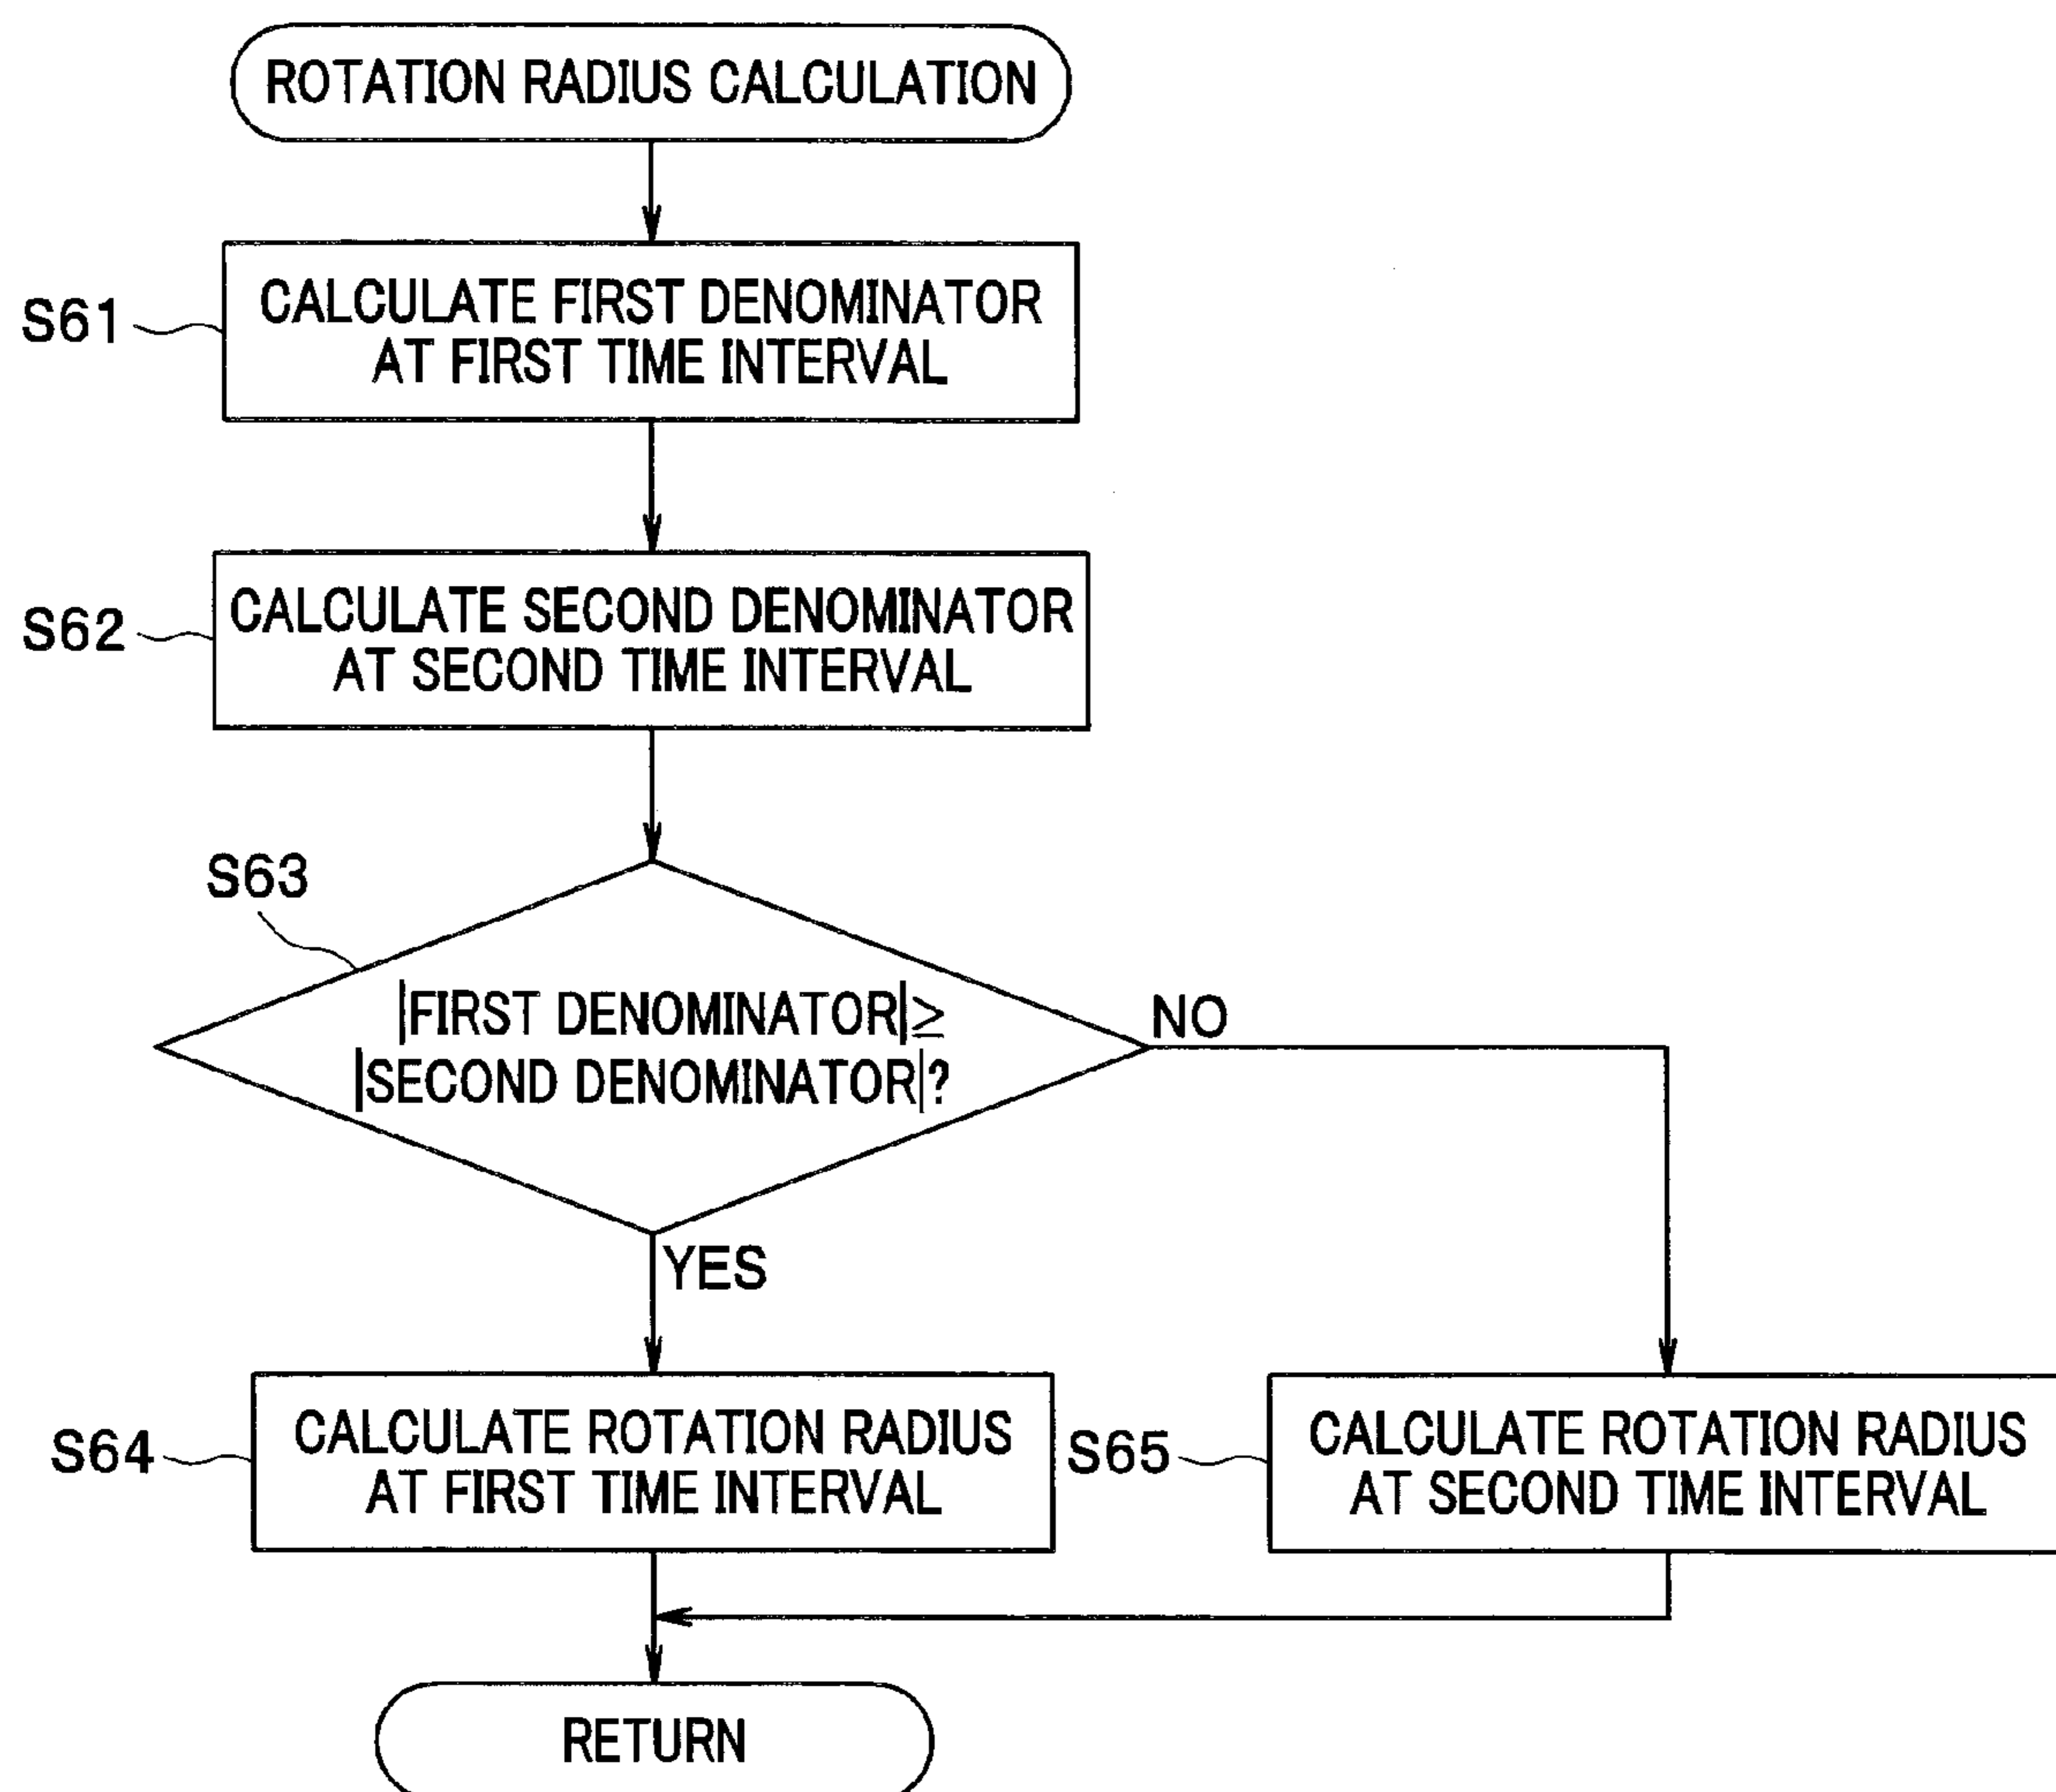 ROTATION RADIUS CALCULATION
S61
CALCULATE FIRST DENOMINATOR
AT FIRST TIME INTERVAL
S62
CALCULATE SECOND DENOMINATOR
AT SECOND TIME INTERVAL
S63
|FIRST DENOMINATOR|≧
|SECOND DENOMINATOR|?
NO
YES
S64
CALCULATE ROTATION RADIUS
AT FIRST TIME INTERVAL
S65
CALCULATE ROTATION RADIUS
AT SECOND TIME INTERVAL
RETURN